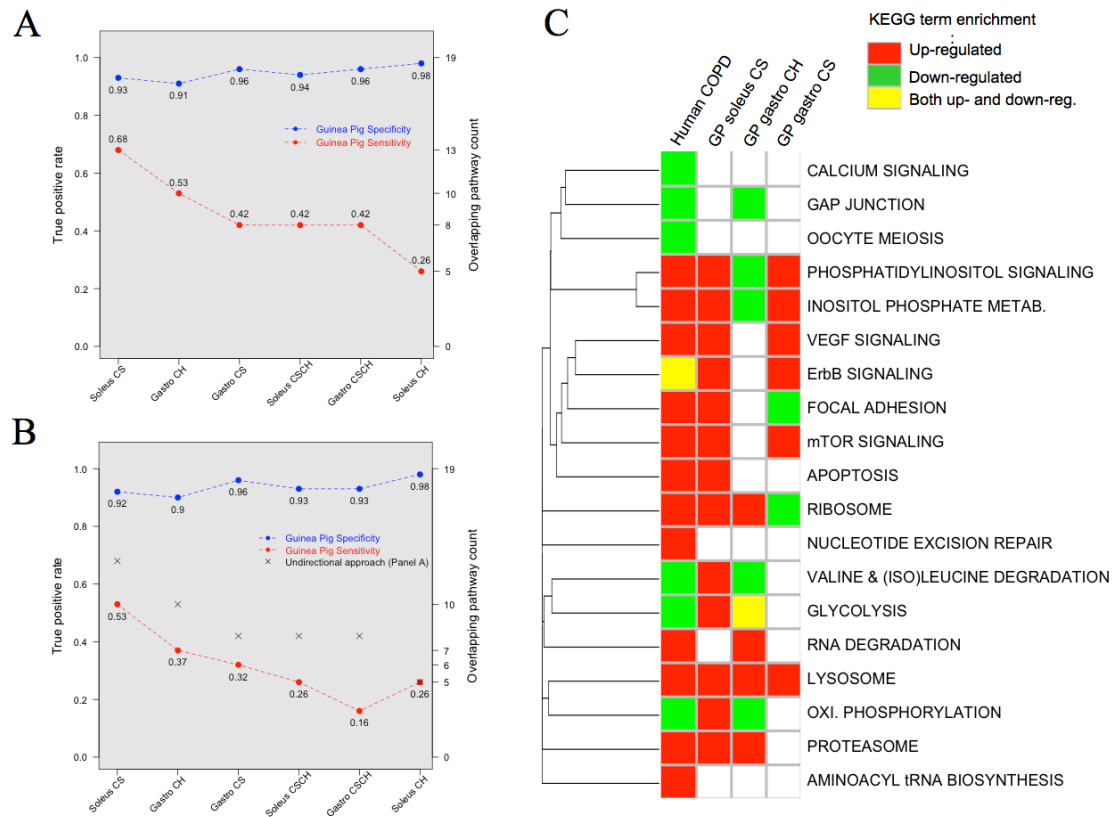 A
1.0
0.8
0.6
0.4
0.2
0.0
True positive rate
0.93
0.91
0.96
0.94
0.96
0.98
Guinea Pig Specificity
Guinea Pig Sensitivity
0.68
0.53
0.42
0.42
0.42
0.26
19
13
10
8
5
0
Overlapping pathway count
Soleus CS
Gastro CH
Gastro CS
Soleus CSCH
Gastro CSCH
Soleus CH
B
1.0
0.8
0.6
0.4
0.2
0.0
True positive rate
0.92
0.9
0.96
0.93
0.93
0.98
Guinea Pig Specificity
Guinea Pig Sensitivity
Undirectional approach (Panel A)
0.53
0.37
0.32
0.26
0.16
0.26
19
10
7
6
5
0
Overlapping pathway count
Soleus CS
Gastro CH
Gastro CS
Soleus CSCH
Gastro CSCH
Soleus CH
C
KEGG term enrichment
:
Up-regulated
Down-regulated
Both up- and down-reg.
Human COPD
GP soleus CS
GP gastro CH
GP gastro CS
CALCIUM SIGNALING
GAP JUNCTION
OOCYTE MEIOSIS
PHOSPHATIDYLINOSITOL SIGNALING
INOSITOL PHOSPHATE METAB.
VEGF SIGNALING
ErbB SIGNALING
FOCAL ADHESION
mTOR SIGNALING
APOPTOSIS
RIBOSOME
NUCLEOTIDE EXCISION REPAIR
VALINE & (ISO)LEUCINE DEGRADATION
GLYCOLYSIS
RNA DEGRADATION
LYSOSOME
OXI. PHOSPHORYLATION
PROTEASOME
AMINOACYL tRNA BIOSYNTHESIS